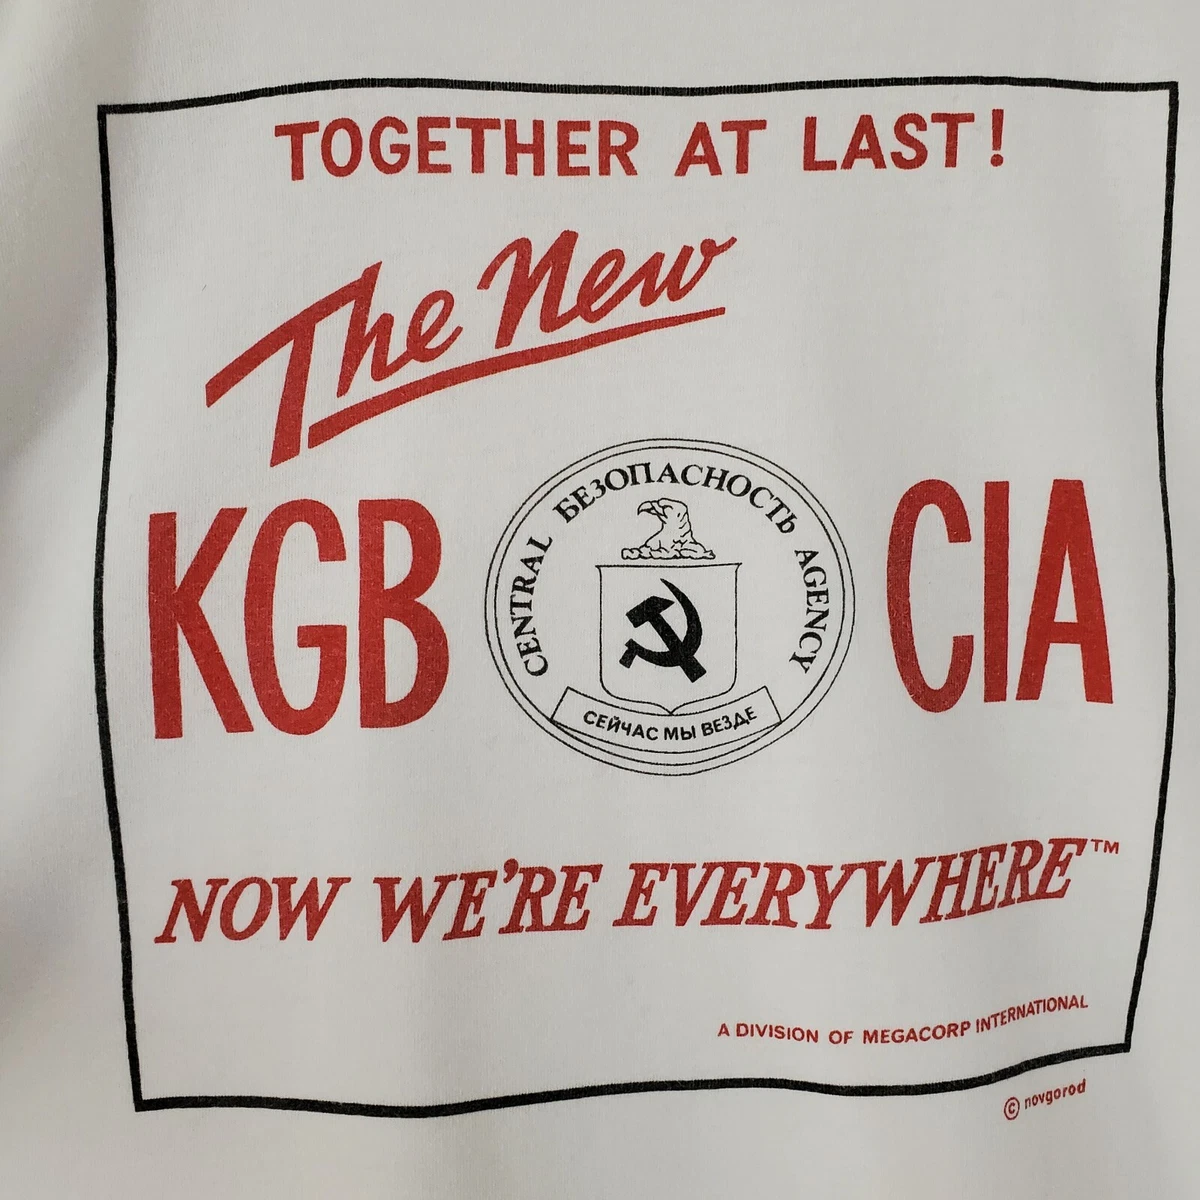 TOGETHER AT LAST!
The New
KGB CIA
CENTRAL БЕЗОПАСНОСТЬ AGENCY
СЕЙЧАС МЫ ВЕЗДЕ
NOW WE'RE EVERYWHERE™
A DIVISION OF MEGACORP INTERNATIONAL
© novgorod